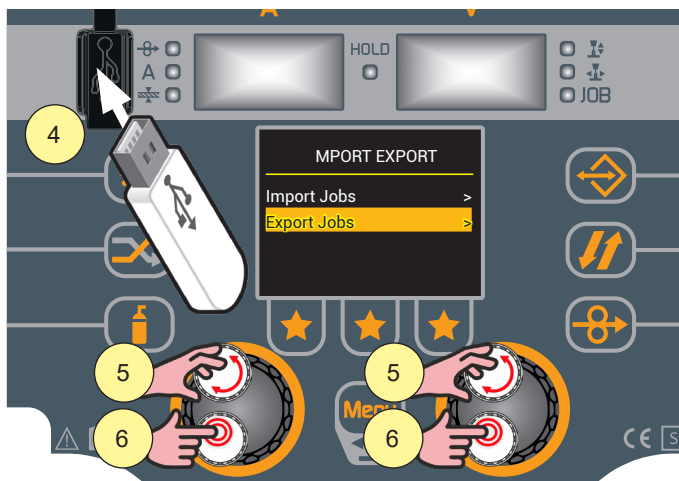 A V
HOLD
A
JOB
4
MPORT EXPORT
Import Jobs >
Export Jobs >
5 5
Menu
6 6
CE S